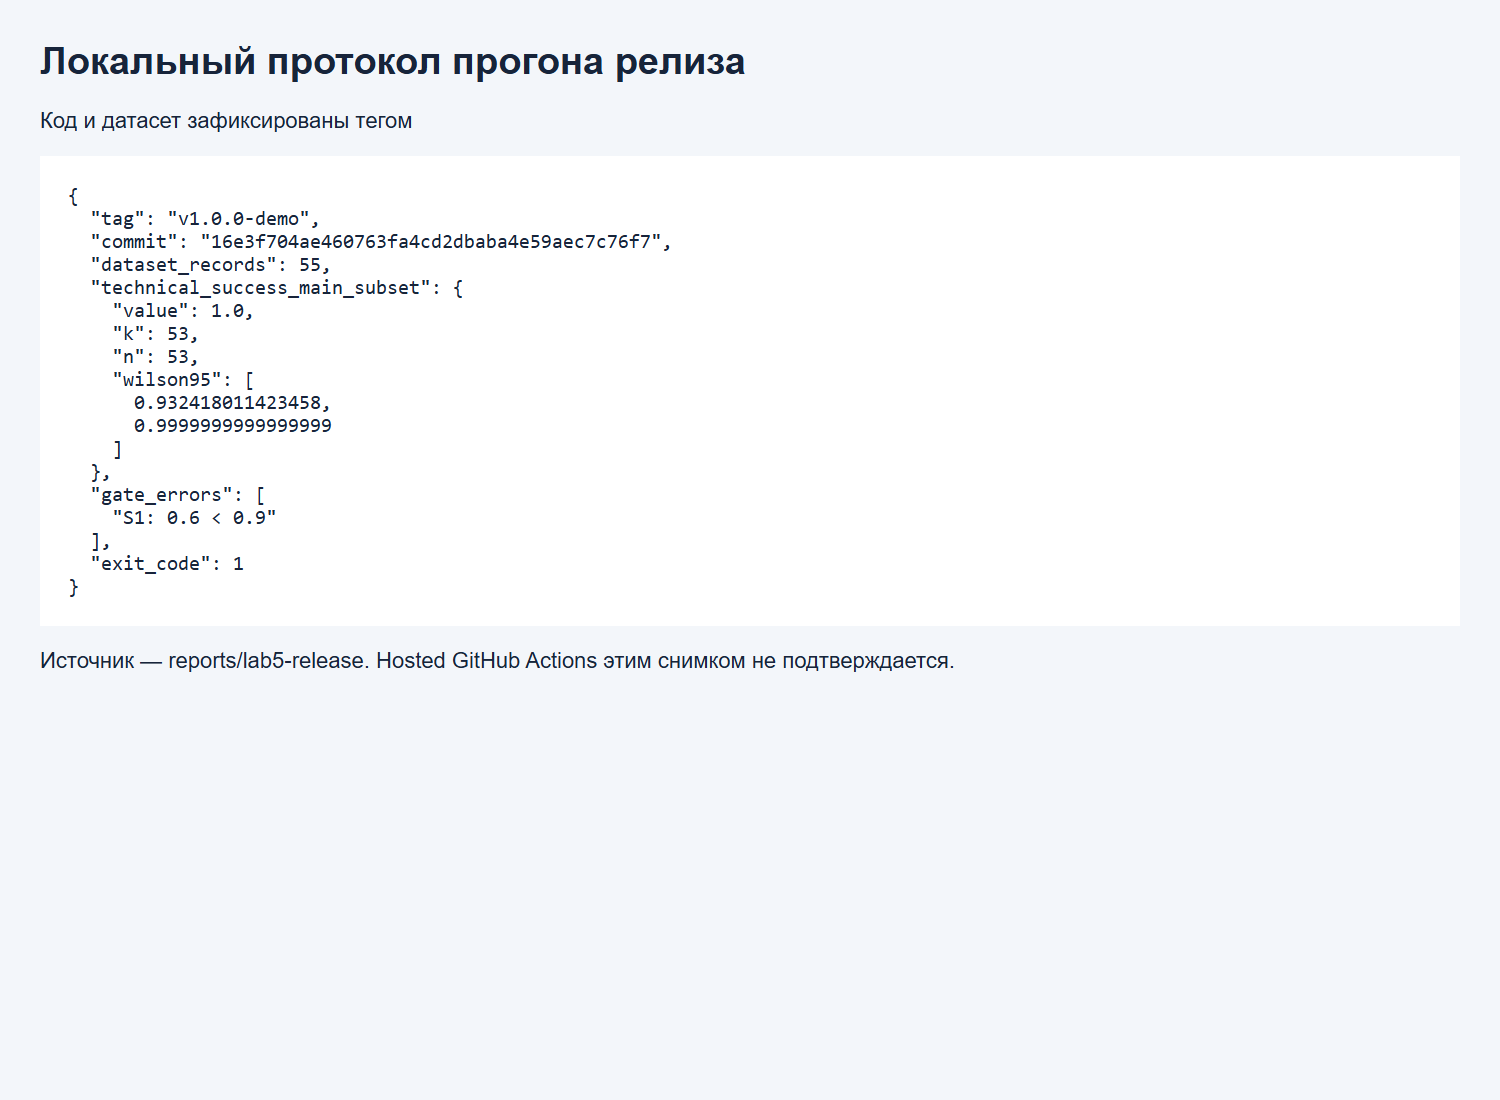 Локальный протокол прогона релиза
Код и датасет зафиксированы тегом
{
  "tag": "v1.0.0-demo",
  "commit": "16e3f704ae460763fa4cd2dbaba4e59aec7c76f7",
  "dataset_records": 55,
  "technical_success_main_subset": {
    "value": 1.0,
    "k": 53,
    "n": 53,
    "wilson95": [
      0.932418011423458,
      0.9999999999999999
    ]
  },
  "gate_errors": [
    "S1: 0.6 < 0.9"
  ],
  "exit_code": 1
}
Источник — reports/lab5-release. Hosted GitHub Actions этим снимком не подтверждается.